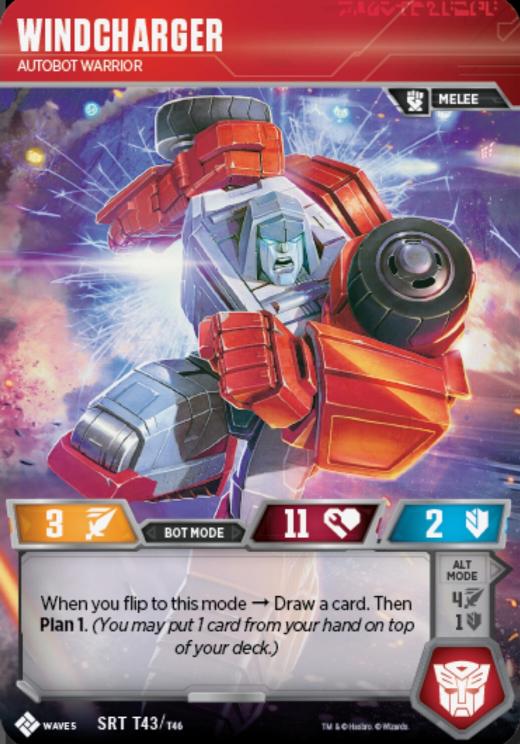 WINDCHARGER
AUTOBOT WARRIOR
MELEE
3
BOT MODE
11
2
ALT
MODE
4
1
When you flip to this mode → Draw a card. Then
Plan 1. (You may put 1 card from your hand on top
of your deck.)
WAVE 5 SRT T43/T46
TM & © Hasbro. © Wizards.